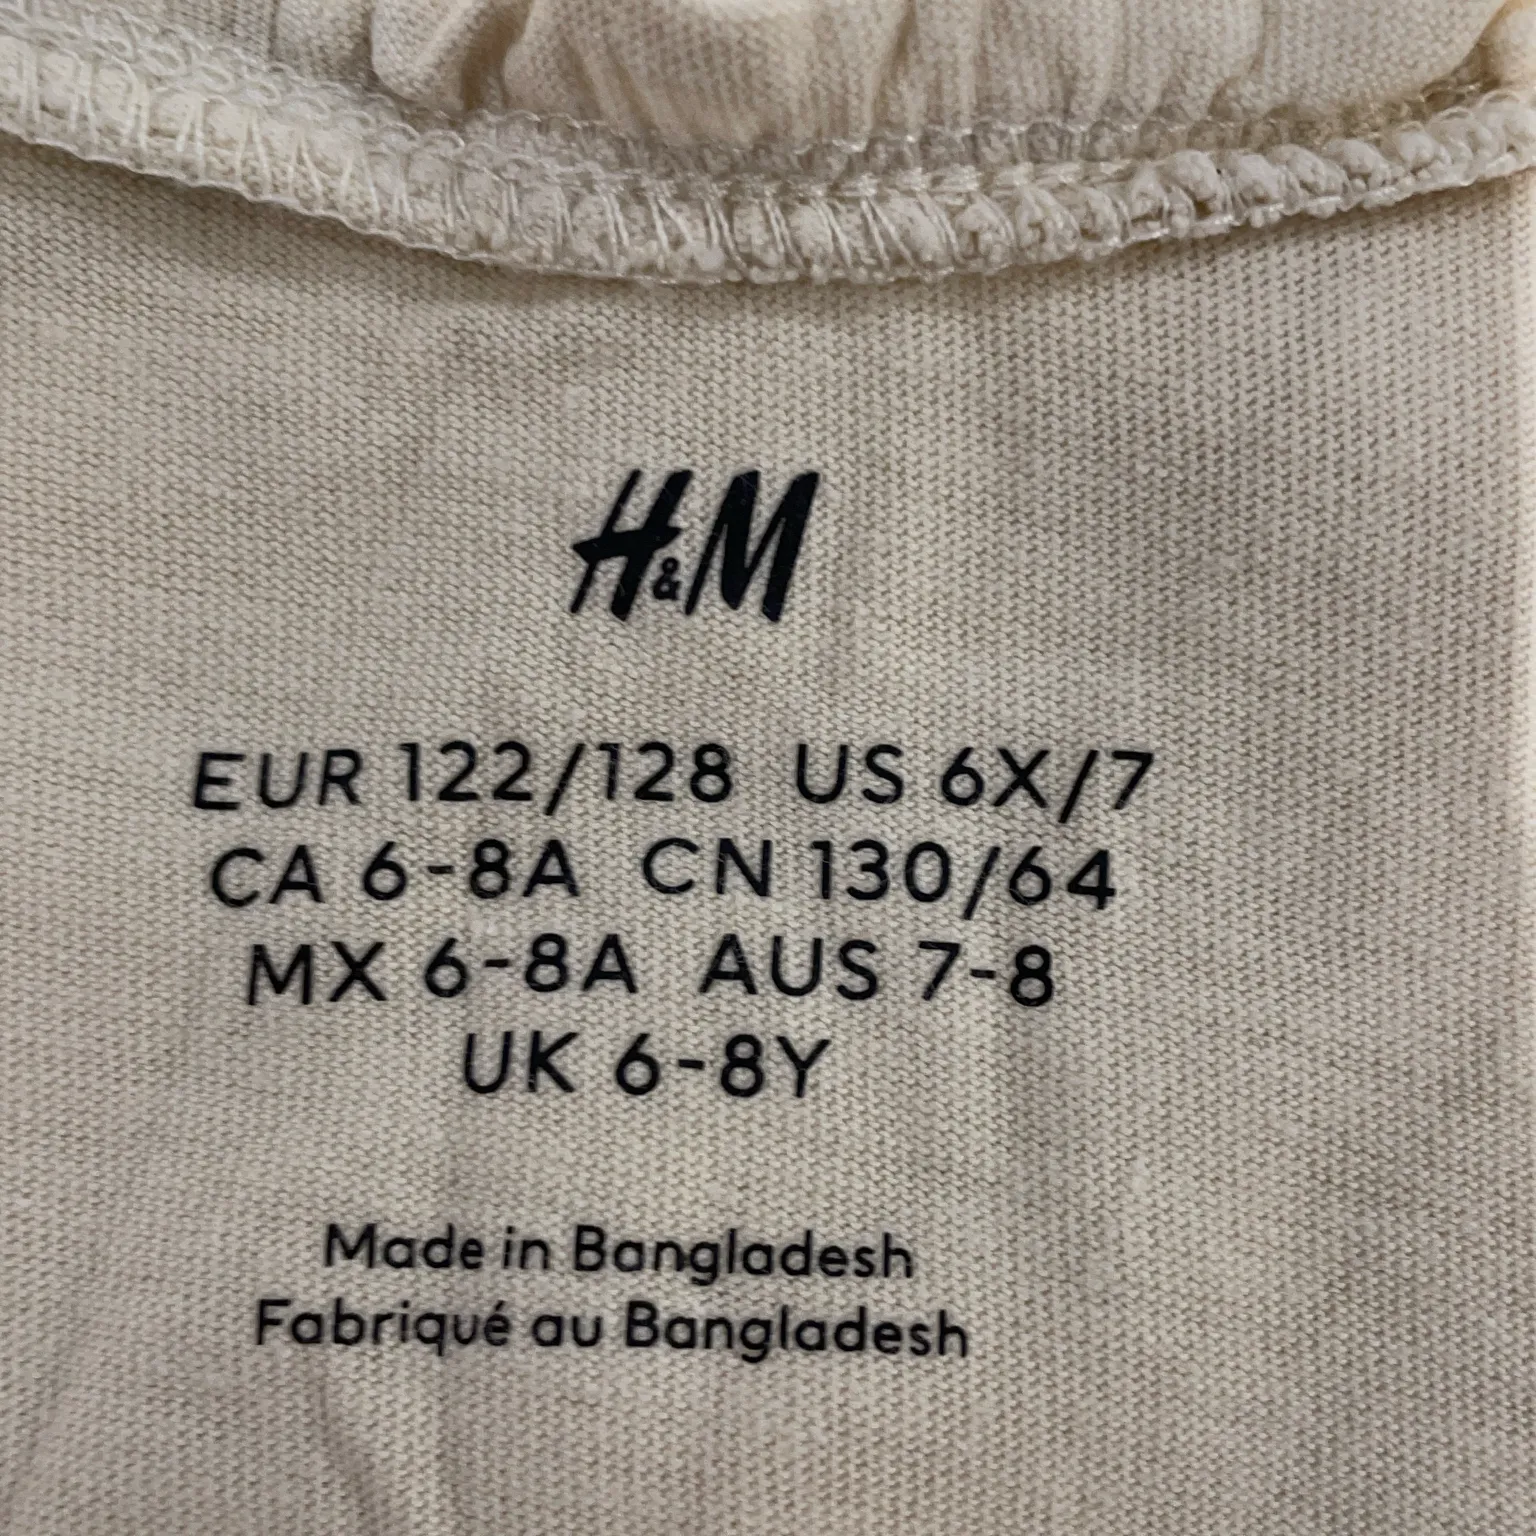 H&M
EUR 122/128 US 6X/7
CA 6-8A CN 130/64
MX 6-8A AUS 7-8
UK 6-8Y
Made in Bangladesh
Fabriqué au Bangladesh